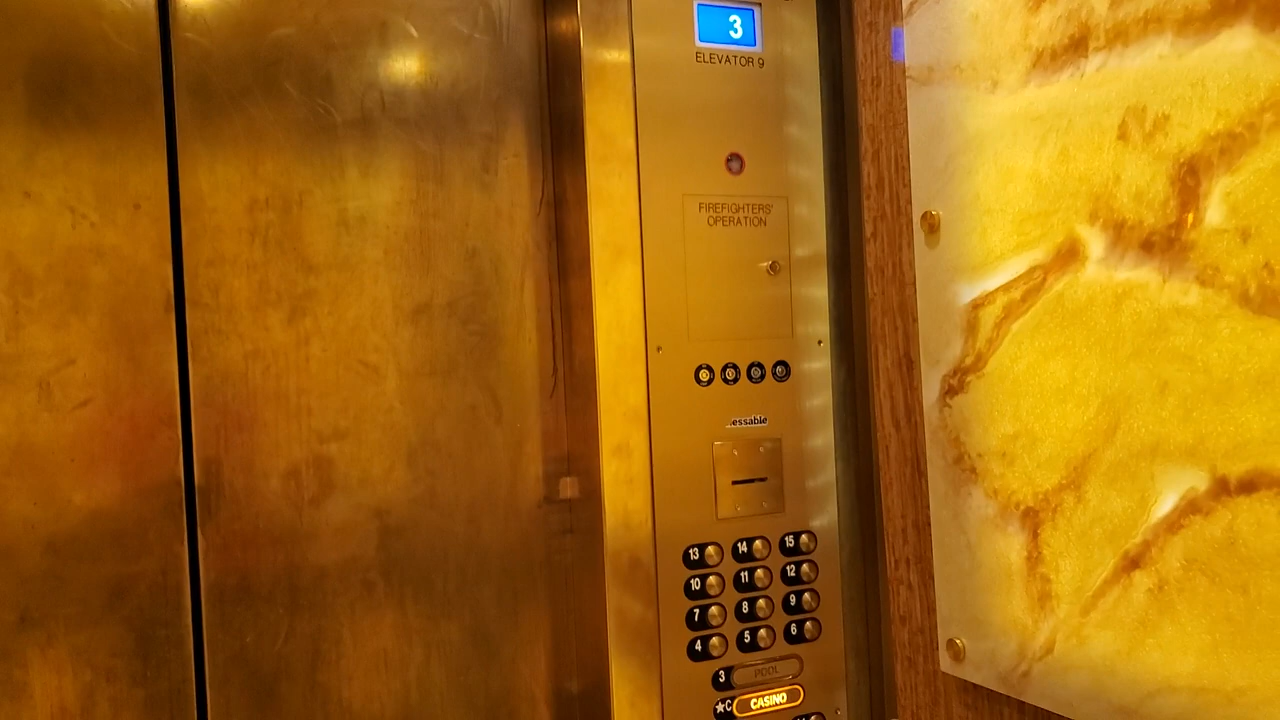 3
ELEVATOR 9
FIREFIGHTERS'
OPERATION
essable
13 14 15
10 11 12
7 8 9
4 5 6
3 POOL
★C CASINO